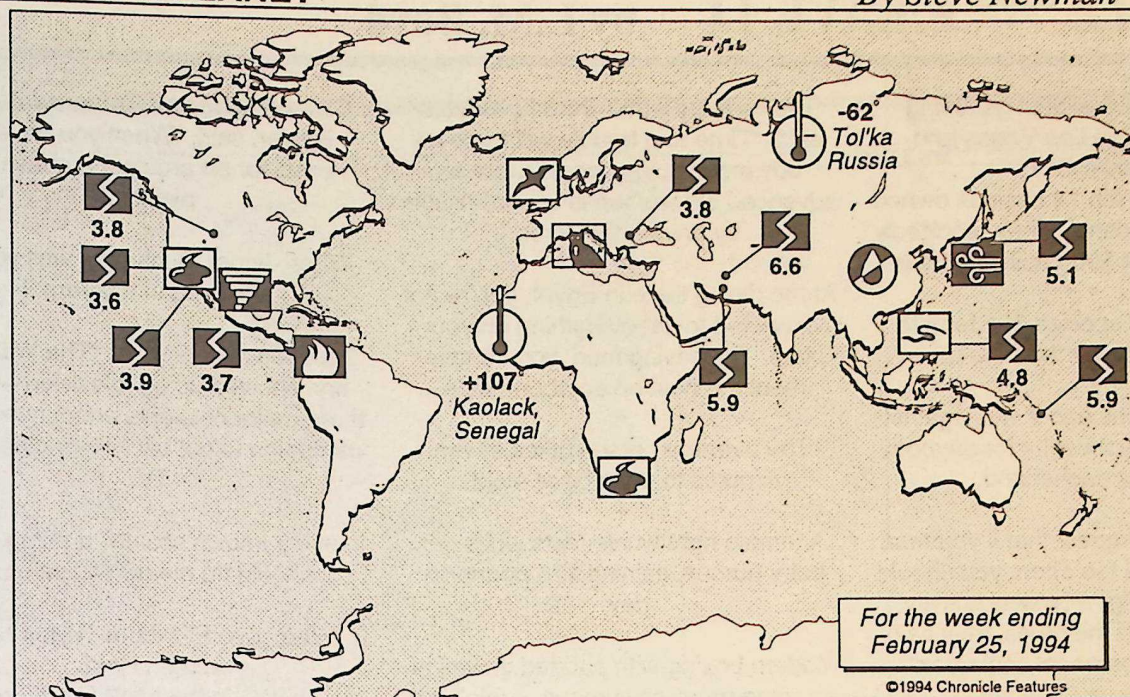 By Steve Newman
-62°
Tol'ka
Russia
3.8
3.8
6.6
3.6
5.1
3.9
3.7
+107°
Kaolack,
Senegal
5.9
4.8
5.9
For the week ending
February 25, 1994
©1994 Chronicle Features